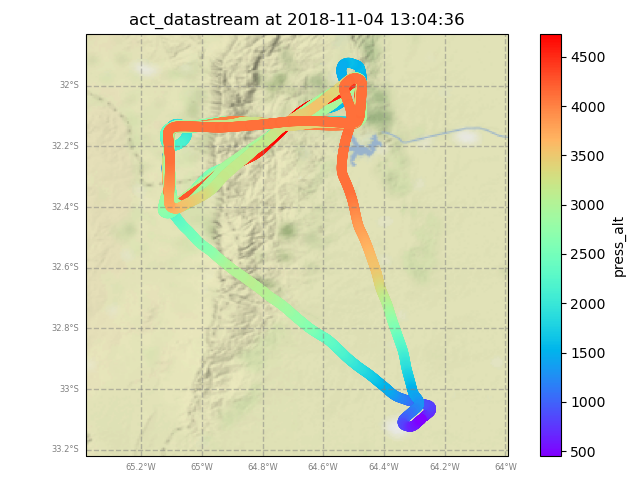 act_datastream at 2018-11-04 13:04:36
32°S
32.2°S
32.4°S
32.6°S
32.8°S
33°S
33.2°S
65.2°W
65°W
64.8°W
64.6°W
64.4°W
64.2°W
64°W
4500
4000
3500
3000
2500
2000
1500
1000
500
press_alt